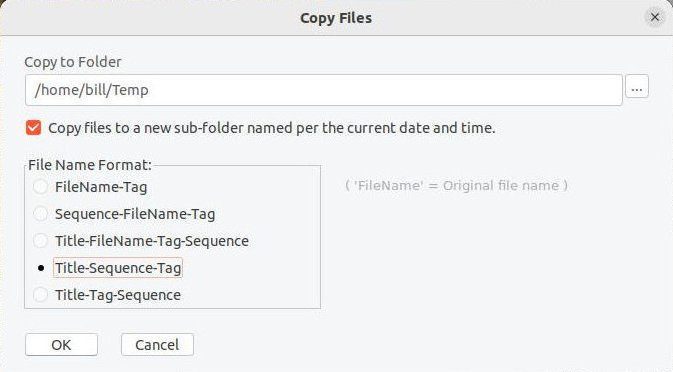 Copy Files
Copy to Folder
/home/bill/Temp
...
Copy files to a new sub-folder named per the current date and time.
File Name Format:
FileName-Tag
( 'FileName' = Original file name )
Sequence-FileName-Tag
Title-FileName-Tag-Sequence
Title-Sequence-Tag
Title-Tag-Sequence
OK
Cancel